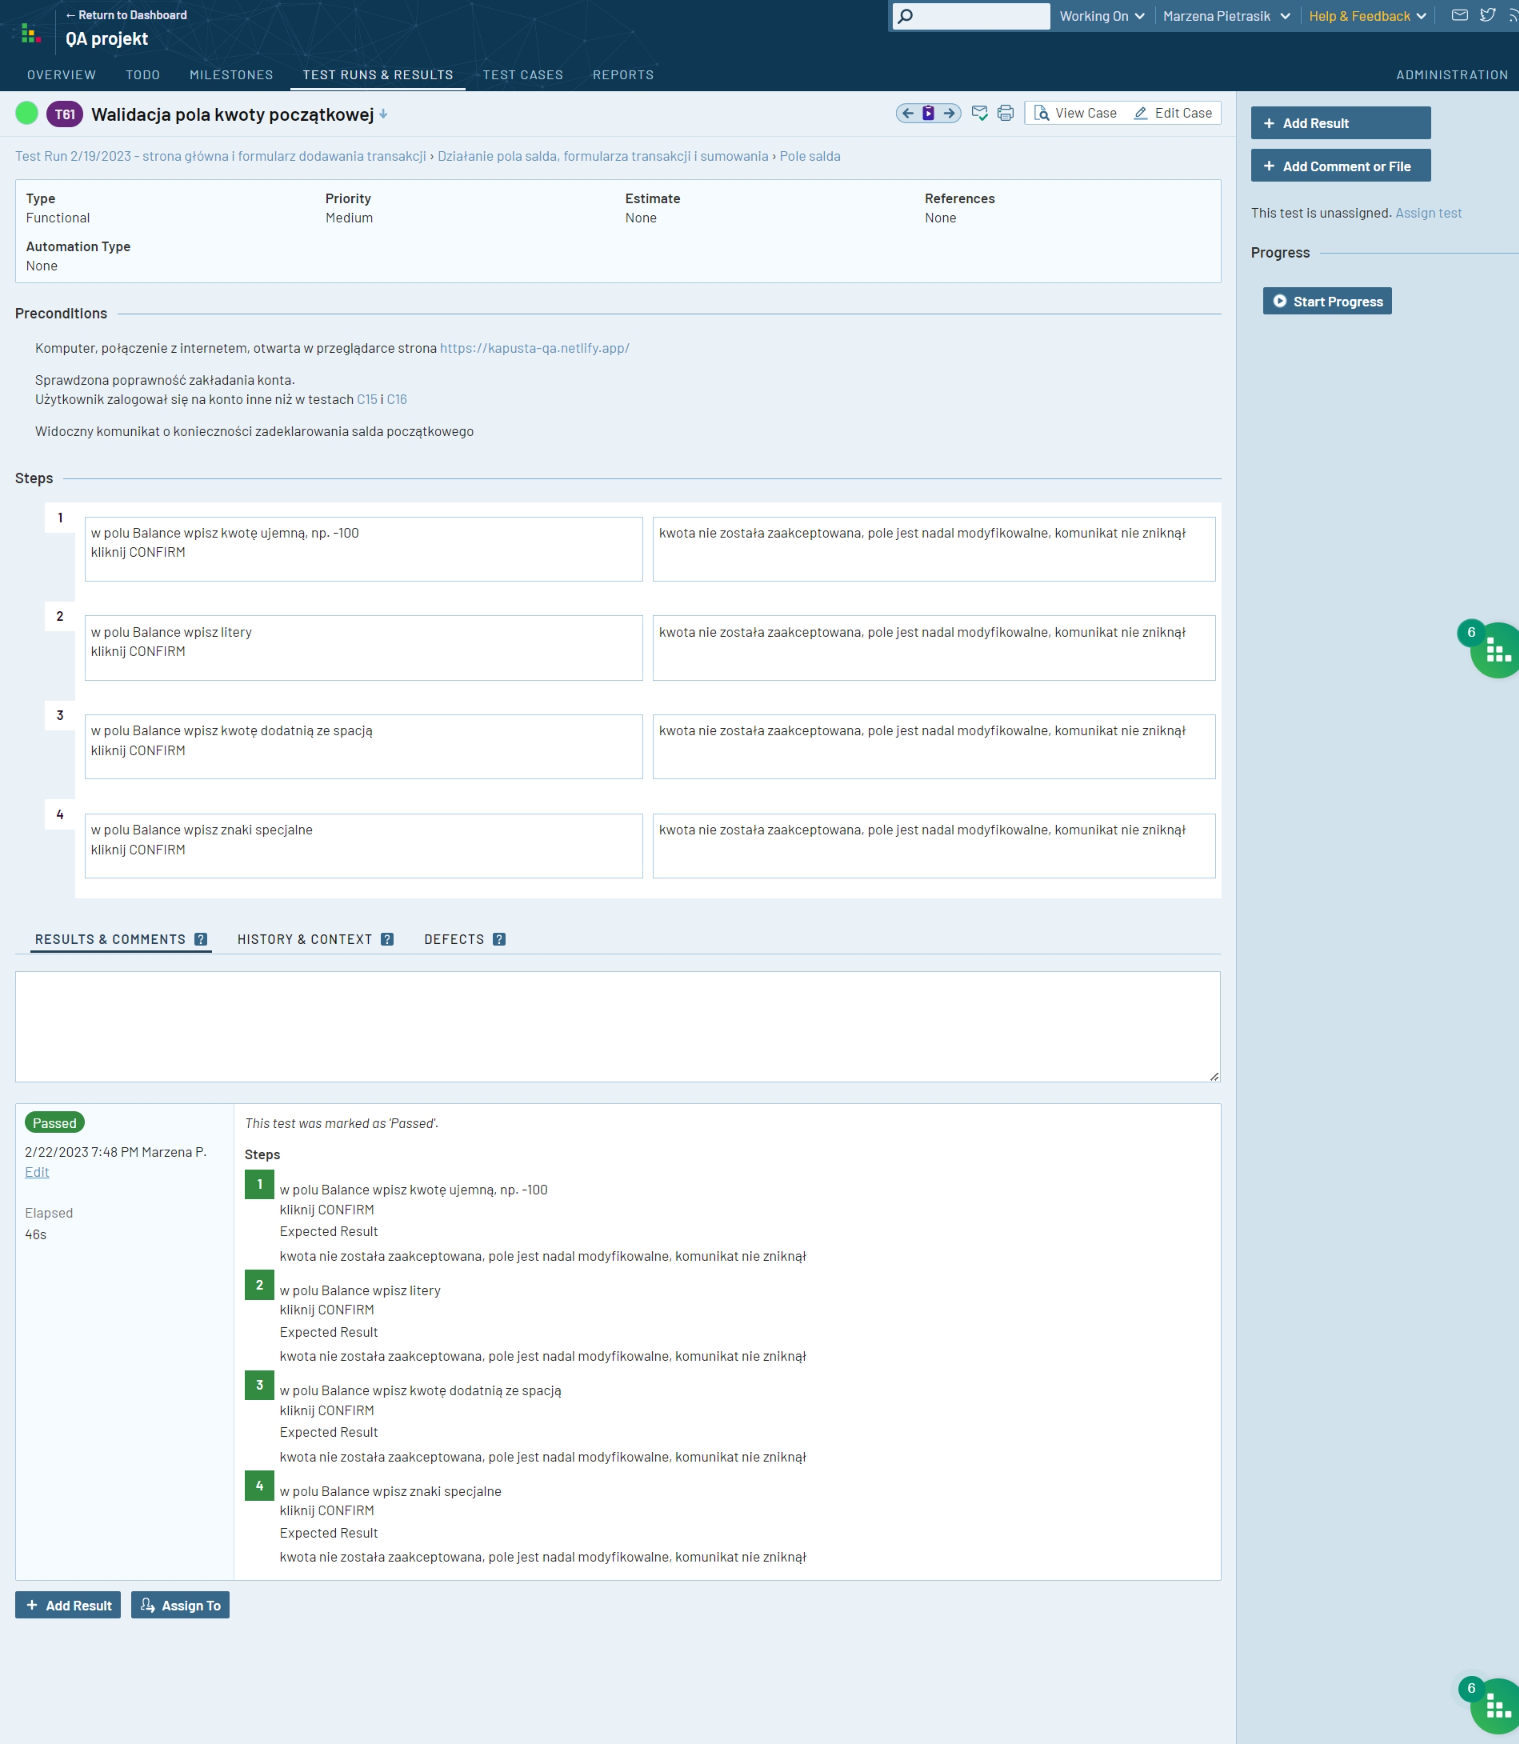 ← Return to Dashboard
QA projekt
Working On
Marzena Pietrasik
Help & Feedback
OVERVIEW TODO MILESTONES TEST RUNS & RESULTS TEST CASES REPORTS ADMINISTRATION
T61 Walidacja pola kwoty początkowej
View Case Edit Case
Test Run 2/19/2023 - strona główna i formularz dodawania transakcji › Działanie pola salda, formularza transakcji i sumowania › Pole salda
Type Priority Estimate References
Functional Medium None None
Automation Type
None
+ Add Result
+ Add Comment or File
This test is unassigned. Assign test
Progress
Start Progress
Preconditions
Komputer, połączenie z internetem, otwarta w przeglądarce strona https://kapusta-qa.netlify.app/
Sprawdzona poprawność zakładania konta.
Użytkownik zalogował się na konto inne niż w testach C15 i C16
Widoczny komunikat o konieczności zadeklarowania salda początkowego
Steps
1
w polu Balance wpisz kwotę ujemną, np. -100
kliknij CONFIRM
kwota nie została zaakceptowana, pole jest nadal modyfikowalne, komunikat nie zniknął
2
w polu Balance wpisz litery
kliknij CONFIRM
kwota nie została zaakceptowana, pole jest nadal modyfikowalne, komunikat nie zniknął
3
w polu Balance wpisz kwotę dodatnią ze spacją
kliknij CONFIRM
kwota nie została zaakceptowana, pole jest nadal modyfikowalne, komunikat nie zniknął
4
w polu Balance wpisz znaki specjalne
kliknij CONFIRM
kwota nie została zaakceptowana, pole jest nadal modyfikowalne, komunikat nie zniknął
6
RESULTS & COMMENTS ? HISTORY & CONTEXT ? DEFECTS ?
Passed
2/22/2023 7:48 PM Marzena P.
Edit
Elapsed
46s
This test was marked as 'Passed'.
Steps
1
w polu Balance wpisz kwotę ujemną, np. -100
kliknij CONFIRM
Expected Result
kwota nie została zaakceptowana, pole jest nadal modyfikowalne, komunikat nie zniknął
2
w polu Balance wpisz litery
kliknij CONFIRM
Expected Result
kwota nie została zaakceptowana, pole jest nadal modyfikowalne, komunikat nie zniknął
3
w polu Balance wpisz kwotę dodatnią ze spacją
kliknij CONFIRM
Expected Result
kwota nie została zaakceptowana, pole jest nadal modyfikowalne, komunikat nie zniknął
4
w polu Balance wpisz znaki specjalne
kliknij CONFIRM
Expected Result
kwota nie została zaakceptowana, pole jest nadal modyfikowalne, komunikat nie zniknął
+ Add Result Assign To
6